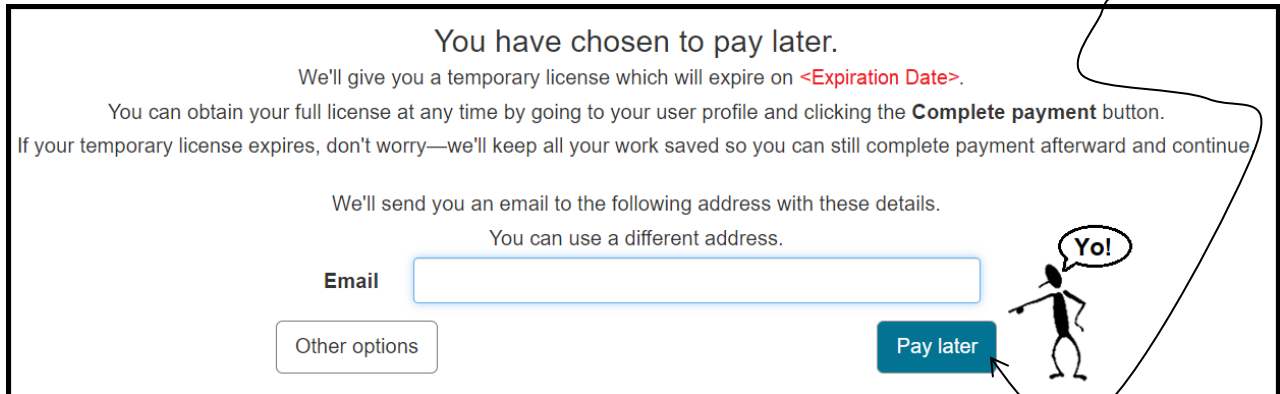 You have chosen to pay later.
We'll give you a temporary license which will expire on <Expiration Date>.
You can obtain your full license at any time by going to your user profile and clicking the Complete payment button.
If your temporary license expires, don't worry—we'll keep all your work saved so you can still complete payment afterward and continue.
We'll send you an email to the following address with these details.
You can use a different address.
Yo!
Email
Other options
Pay later